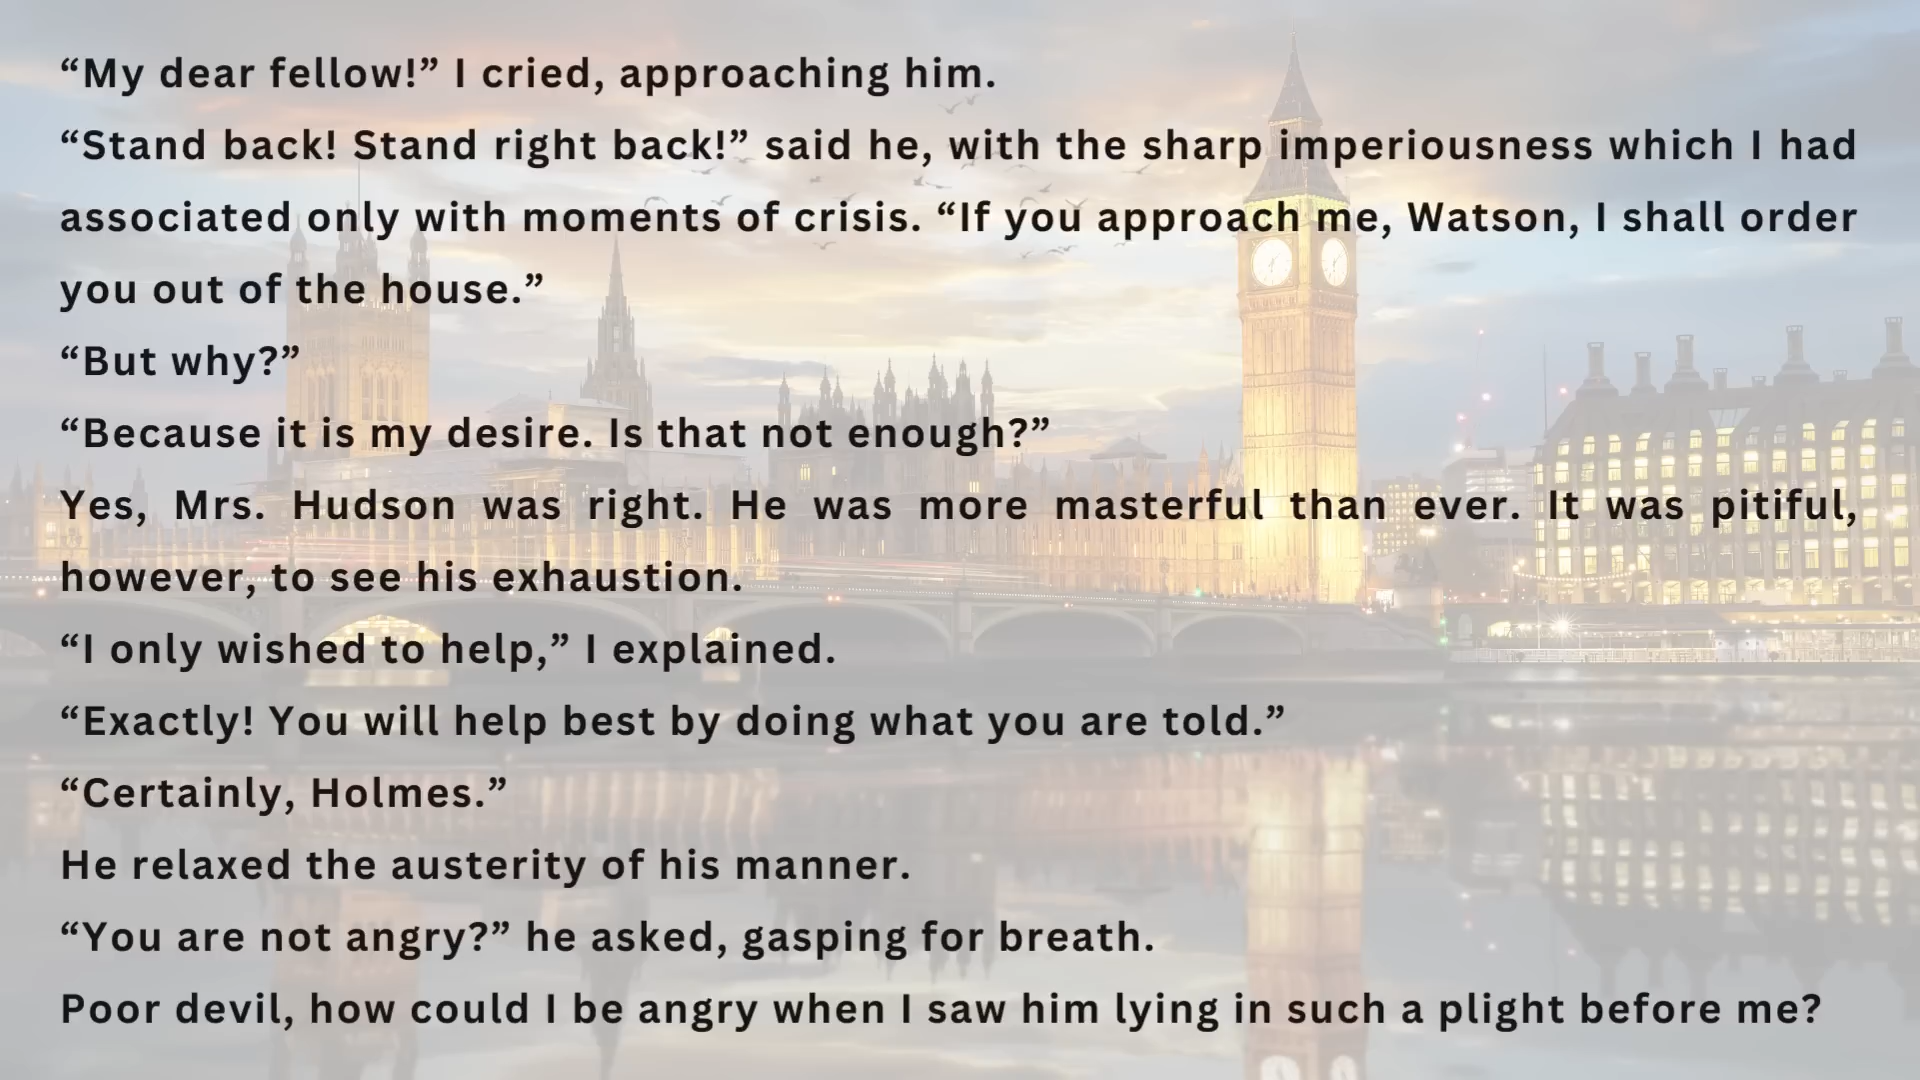 “My dear fellow!” I cried, approaching him.
“Stand back! Stand right back!” said he, with the sharp imperiousness which I had
associated only with moments of crisis. “If you approach me, Watson, I shall order
you out of the house.”
“But why?”
“Because it is my desire. Is that not enough?”
Yes, Mrs. Hudson was right. He was more masterful than ever. It was pitiful,
however, to see his exhaustion.
“I only wished to help,” I explained.
“Exactly! You will help best by doing what you are told.”
“Certainly, Holmes.”
He relaxed the austerity of his manner.
“You are not angry?” he asked, gasping for breath.
Poor devil, how could I be angry when I saw him lying in such a plight before me?